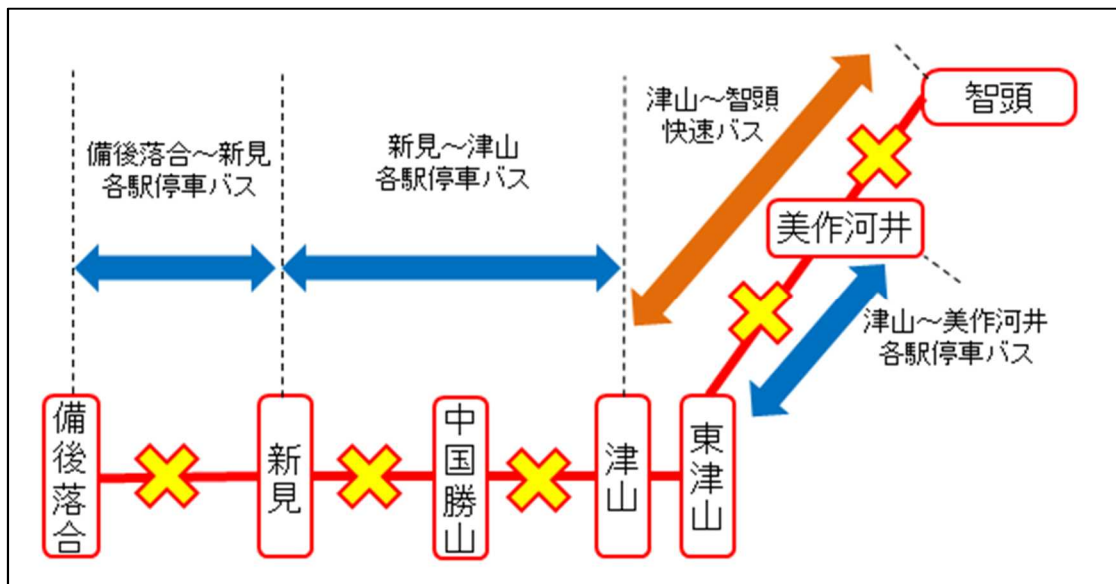 備後落合～新見
各駅停車バス
新見～津山
各駅停車バス
津山～智頭
快速バス
智頭
美作河井
津山～美作河井
各駅停車バス
備後落合
新見
中国勝山
津山
東津山